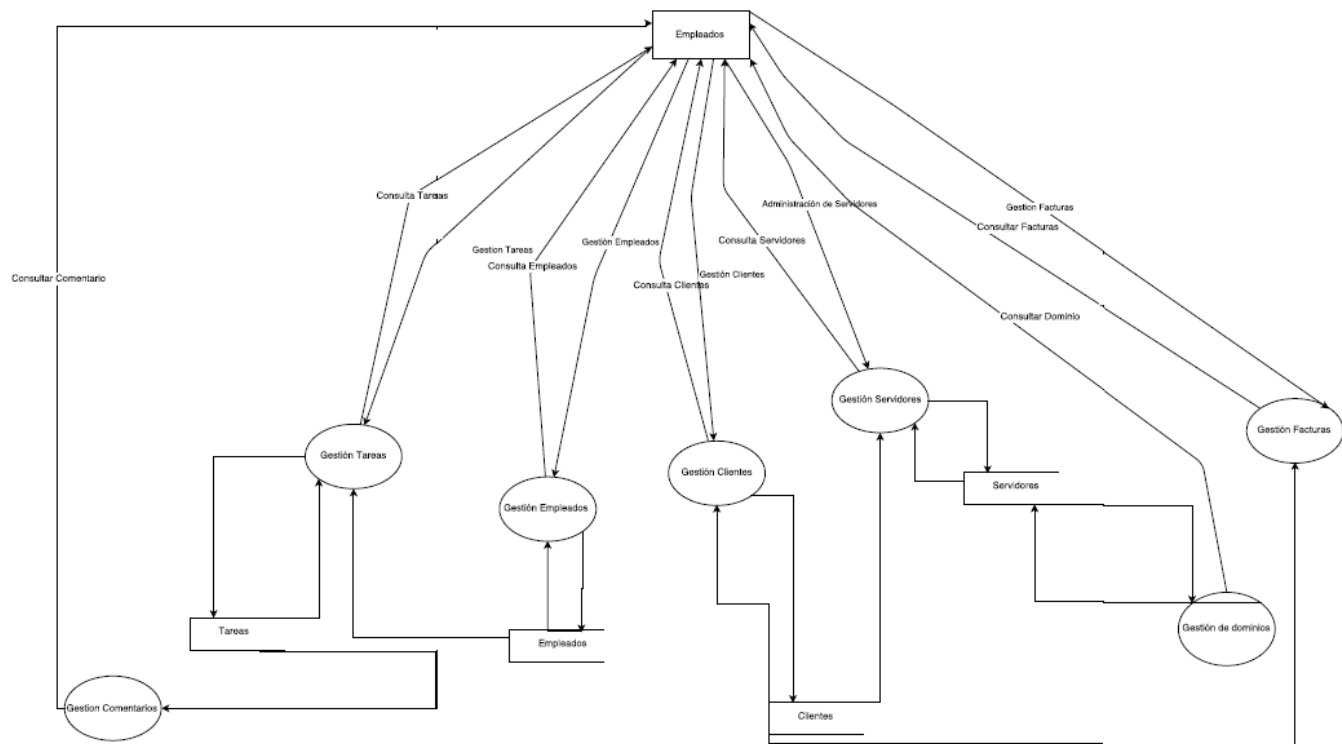 Empleados
Consulta Tareas
Gestion Facturas
Administración de Servidores
Consultar Facturas
Gestion Tareas
Gestión Empleados
Consulta Servidores
Consulta Empleados
Consultar Comentario
Gestión Clientes
Consulta Clientes
Consultar Dominio
Gestión Servidores
Gestión Facturas
Gestión Tareas
Gestión Clientes
Servidores
Gestión Empleados
Tareas
Empleados
Gestión de dominios
Gestion Comentarios
Clientes